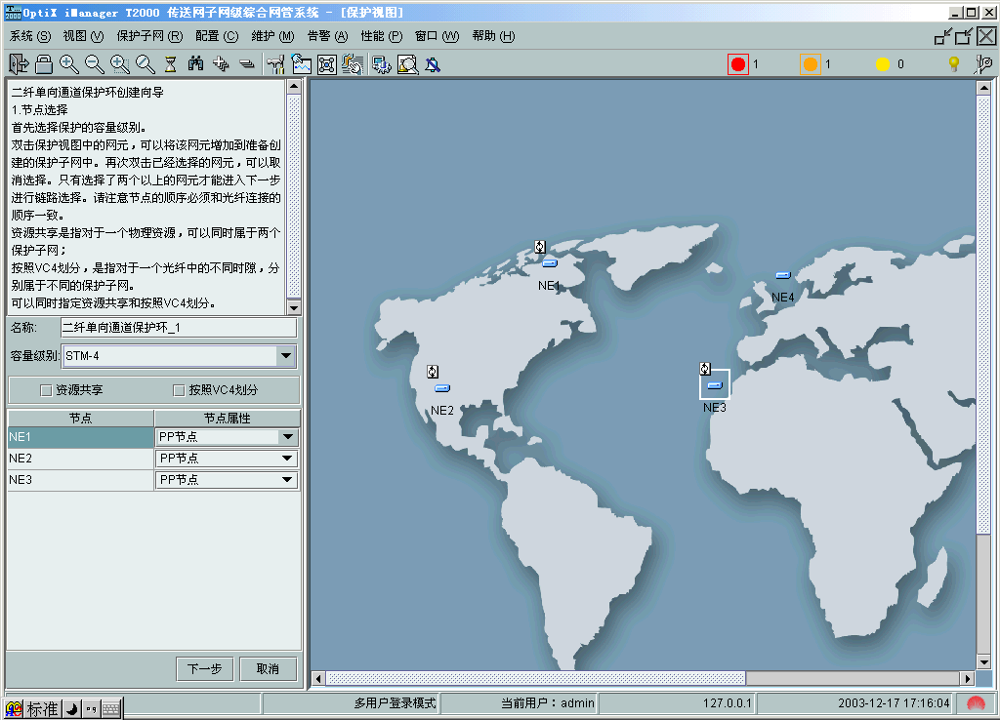 OptiX iManager T2000 传送网子网级综合网管系统 - [保护视图]
系统 (S) 视图 (V) 保护子网 (R) 配置 (C) 维护 (M) 告警 (A) 性能 (P) 窗口 (W) 帮助 (H)
1 1 0
二纤单向通道保护环创建向导
1.节点选择
首先选择保护的容量级别。
双击保护视图中的网元，可以将该网元增加到准备创
建的保护子网中。再次双击已经选择的网元，可以取
消选择。只有选择了两个以上的网元才能进入下一步
进行链路选择。请注意节点的顺序必须和光纤连接的
顺序一致。
资源共享是指对于一个物理资源，可以同时属于两个
保护子网；
按照VC4划分，是指对于一个光纤中的不同时隙，分
别属于不同的保护子网。
可以同时指定资源共享和按照VC4划分。
名称: 二纤单向通道保护环_1
容量级别: STM-4
资源共享 按照VC4划分
节点 节点属性
NE1 PP节点
NE2 PP节点
NE3 PP节点
下一步 取消
NE1
NE4
NE2
NE3
标准 多用户登录模式 当前用户：admin 127.0.0.1 2003-12-17 17:16:04